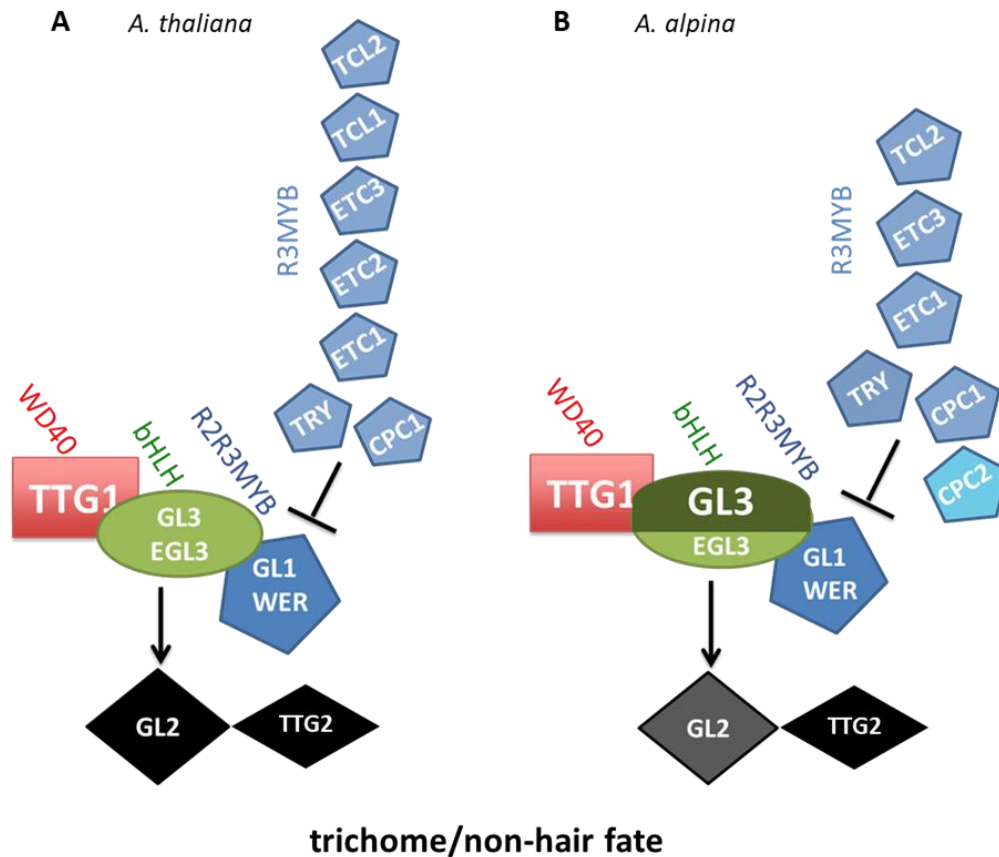 A A. thaliana
TCL2
TCL1
ETC3
R3MYB
ETC2
ETC1
TRY
CPC1
WD40
bHLH
R2R3MYB
TTG1
GL3
EGL3
GL1
WER
GL2
TTG2
B A. alpina
TCL2
ETC3
R3MYB
ETC1
TRY
CPC1
CPC2
WD40
bHLH
R2R3MYB
TTG1
GL3
EGL3
GL1
WER
GL2
TTG2
trichome/non-hair fate